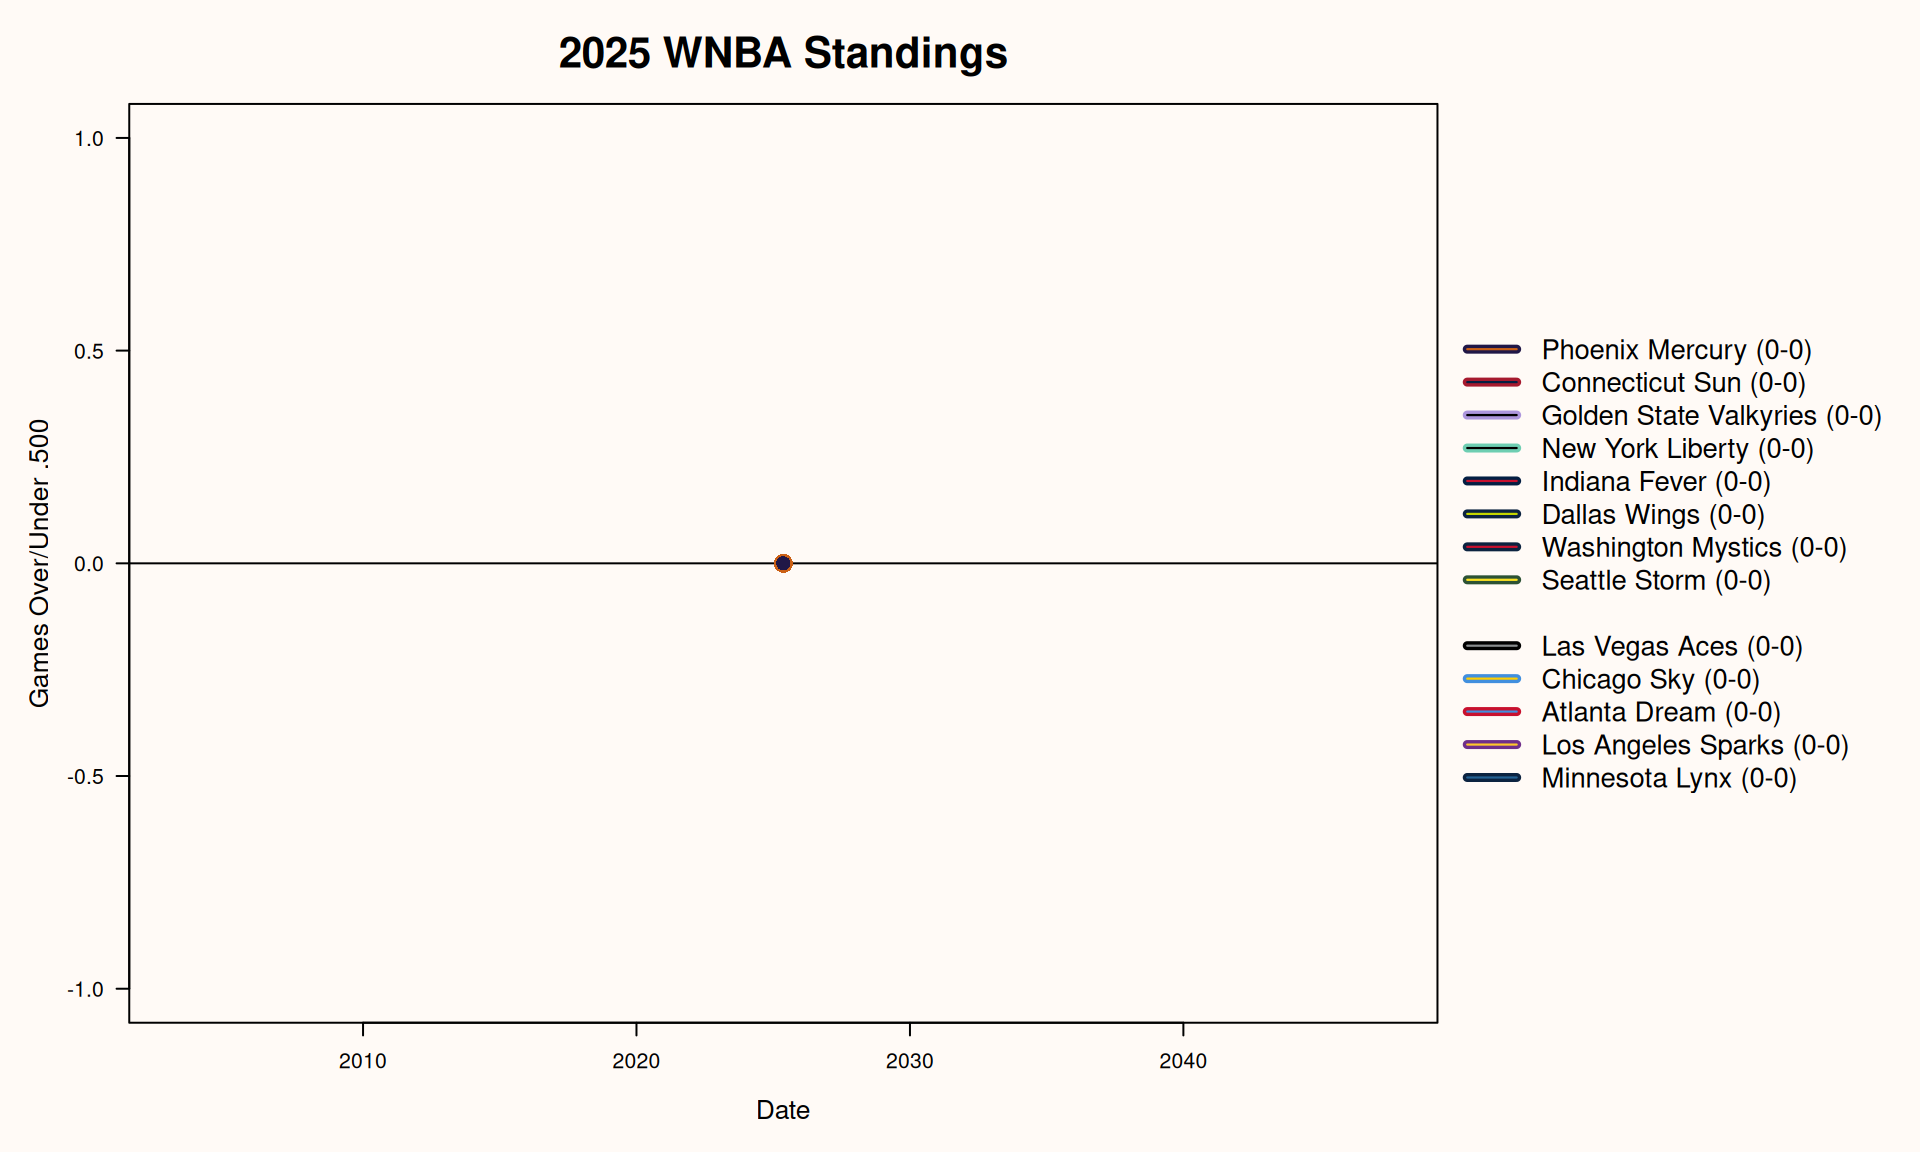 2025 WNBA Standings
1.0
0.5
0.0
-0.5
-1.0
Games Over/Under .500
2010
2020
2030
2040
Date
Phoenix Mercury (0-0)
Connecticut Sun (0-0)
Golden State Valkyries (0-0)
New York Liberty (0-0)
Indiana Fever (0-0)
Dallas Wings (0-0)
Washington Mystics (0-0)
Seattle Storm (0-0)
Las Vegas Aces (0-0)
Chicago Sky (0-0)
Atlanta Dream (0-0)
Los Angeles Sparks (0-0)
Minnesota Lynx (0-0)